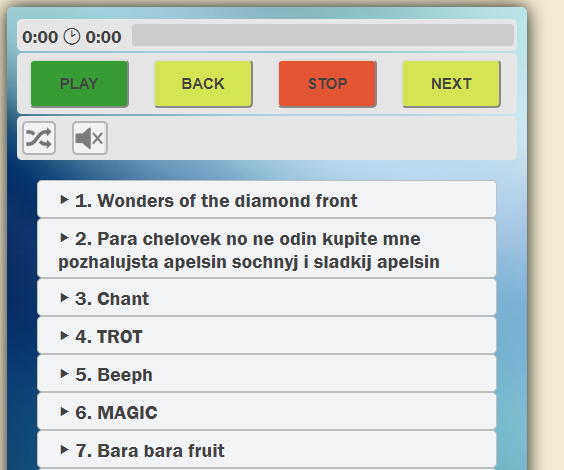 0:00 0:00
PLAY BACK STOP NEXT
1. Wonders of the diamond front
2. Para chelovek no ne odin kupite mne
pozhalujsta apelsin sochnyj i sladkij apelsin
3. Chant
4. TROT
5. Beeph
6. MAGIC
7. Bara bara fruit